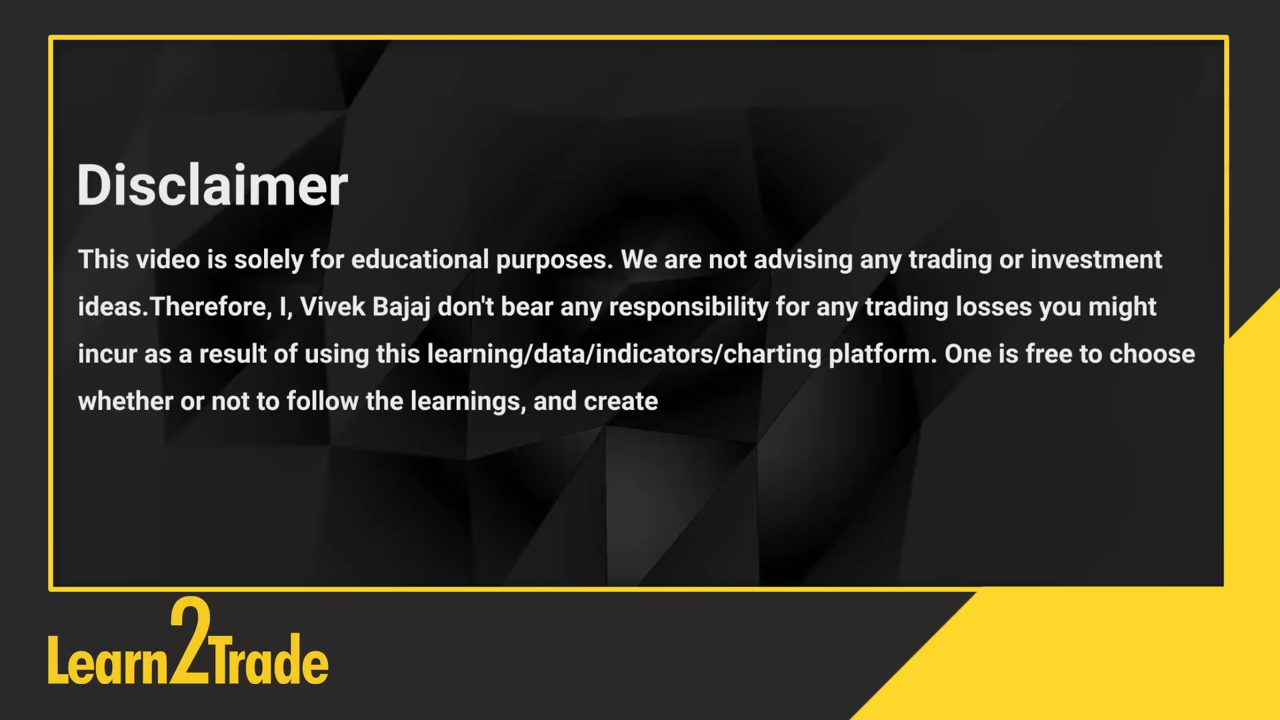 Disclaimer
This video is solely for educational purposes. We are not advising any trading or investment
ideas.Therefore, I, Vivek Bajaj don't bear any responsibility for any trading losses you might
incur as a result of using this learning/data/indicators/charting platform. One is free to choose
whether or not to follow the learnings, and create
Learn2Trade